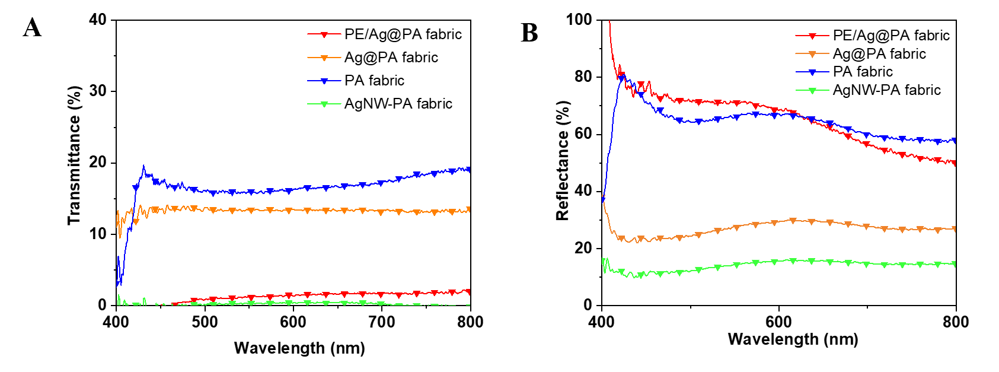 A
Transmittance (%)
40
30
20
10
0
400
500
600
700
800
Wavelength (nm)
PE/Ag@PA fabric
Ag@PA fabric
PA fabric
AgNW-PA fabric
B
Reflectance (%)
100
80
60
40
20
0
400
600
800
Wavelength (nm)
PE/Ag@PA fabric
Ag@PA fabric
PA fabric
AgNW-PA fabric